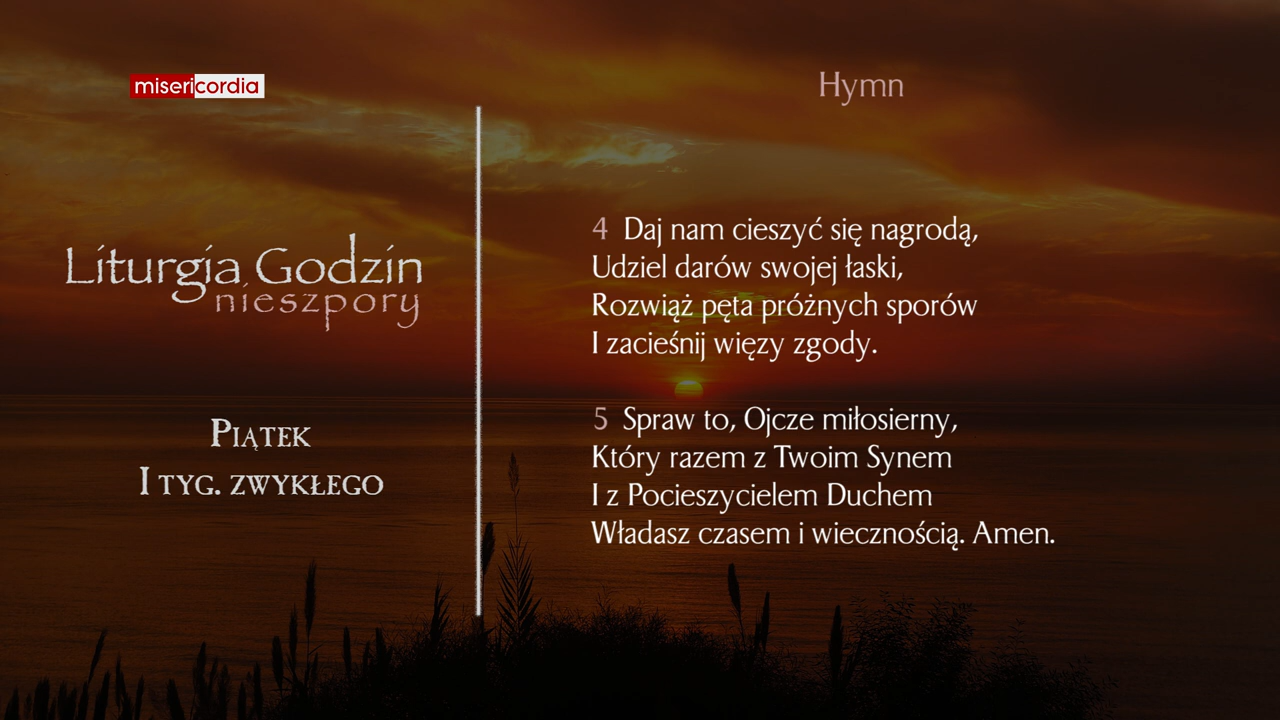 misericordia
Liturgia Godzin
nieszpory
Piątek
I tyg. zwykłego
Hymn
4 Daj nam cieszyć się nagrodą,
Udziel darów swojej łaski,
Rozwiąż pęta próżnych sporów
I zacieśnij więzy zgody.
5 Spraw to, Ojcze miłosierny,
Który razem z Twoim Synem
I z Pocieszycielem Duchem
Władasz czasem i wiecznością. Amen.